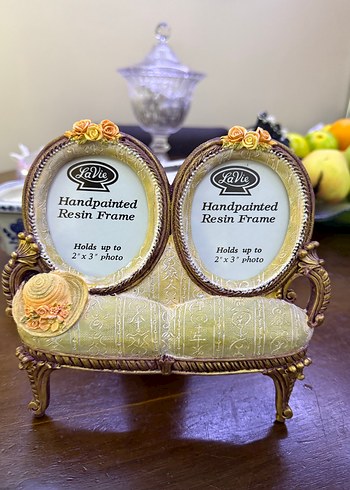 LaVie
Handpainted
Resin Frame
Holds up to
2" x 3" photo
LaVie
Handpainted
Resin Frame
Holds up to
2" x 3" photo